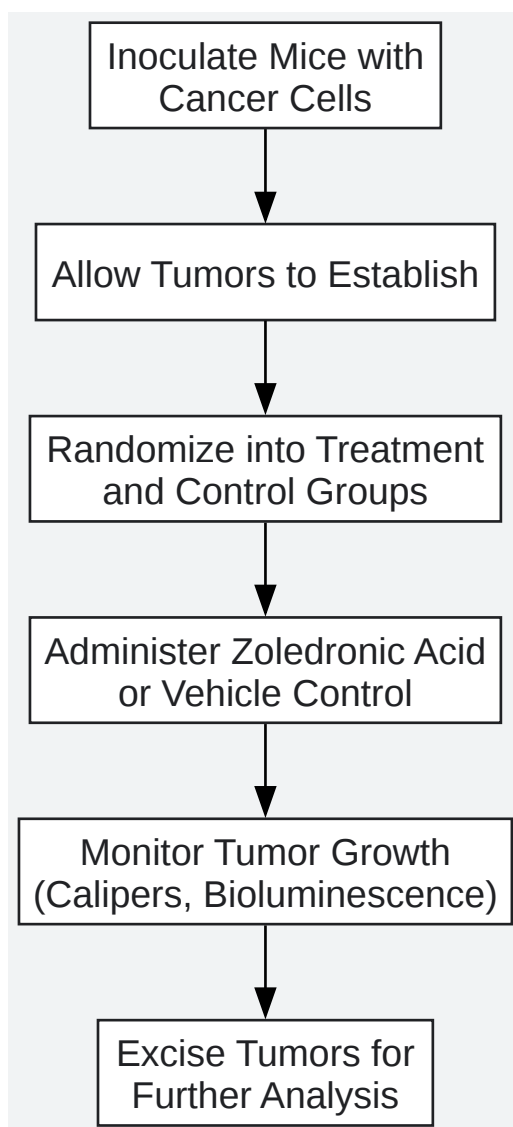 Inoculate Mice with
Cancer Cells
Allow Tumors to Establish
Randomize into Treatment
and Control Groups
Administer Zoledronic Acid
or Vehicle Control
Monitor Tumor Growth
(Calipers, Bioluminescence)
Excise Tumors for
Further Analysis